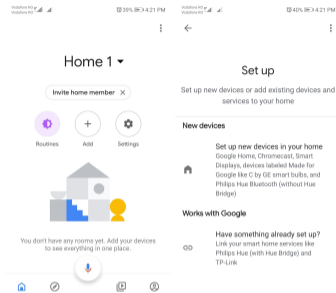 Vodafone RO
Vodafone RO
39% 4:21 PM
Home 1
Invite home member ×
Routines
Add
Settings
You don't have any rooms yet. Add your devices
to see everything in one place.
Vodafone RO
Vodafone RO
40% 4:21 PM
Set up
Set up new devices or add existing devices and
services to your home
New devices
Set up new devices in your home
Google Home, Chromecast, Smart
Displays, devices labeled Made for
Google like C by GE smart bulbs, and
Philips Hue Bluetooth (without Hue
Bridge)
Works with Google
Have something already set up?
Link your smart home services like
Philips Hue (with Hue Bridge) and
TP-Link